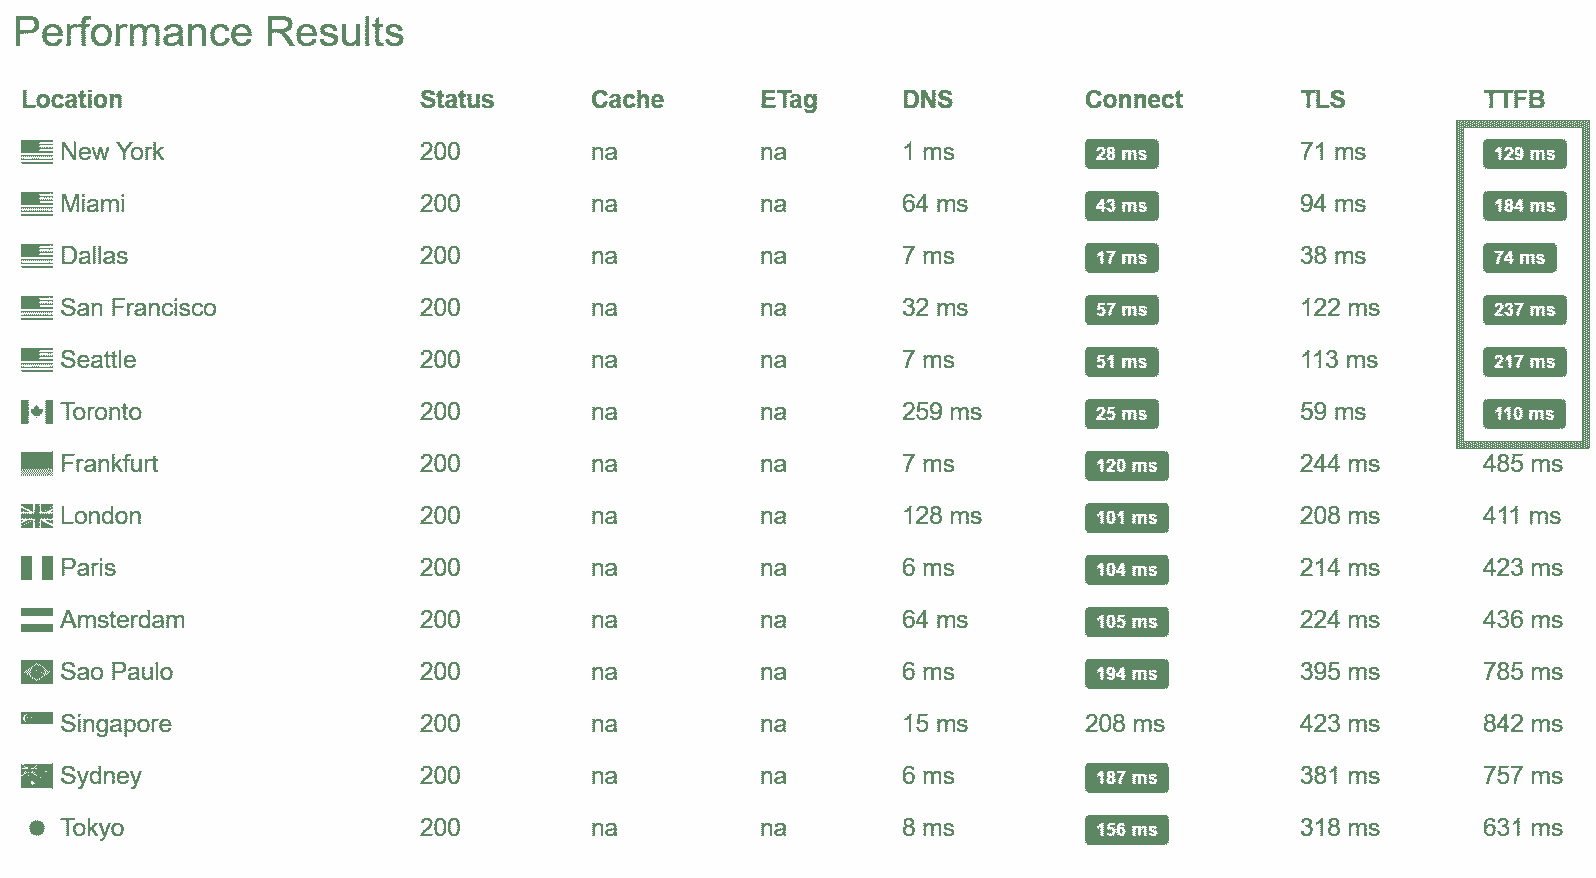 Performance Results
Location Status Cache ETag DNS Connect TLS TTFB
New York 200 na na 1 ms 28 ms 71 ms 129 ms
Miami 200 na na 64 ms 43 ms 94 ms 184 ms
Dallas 200 na na 7 ms 17 ms 38 ms 74 ms
San Francisco 200 na na 32 ms 57 ms 122 ms 237 ms
Seattle 200 na na 7 ms 51 ms 113 ms 217 ms
Toronto 200 na na 259 ms 25 ms 59 ms 110 ms
Frankfurt 200 na na 7 ms 120 ms 244 ms 485 ms
London 200 na na 128 ms 101 ms 208 ms 411 ms
Paris 200 na na 6 ms 104 ms 214 ms 423 ms
Amsterdam 200 na na 64 ms 105 ms 224 ms 436 ms
Sao Paulo 200 na na 6 ms 194 ms 395 ms 785 ms
Singapore 200 na na 15 ms 208 ms 423 ms 842 ms
Sydney 200 na na 6 ms 187 ms 381 ms 757 ms
Tokyo 200 na na 8 ms 156 ms 318 ms 631 ms